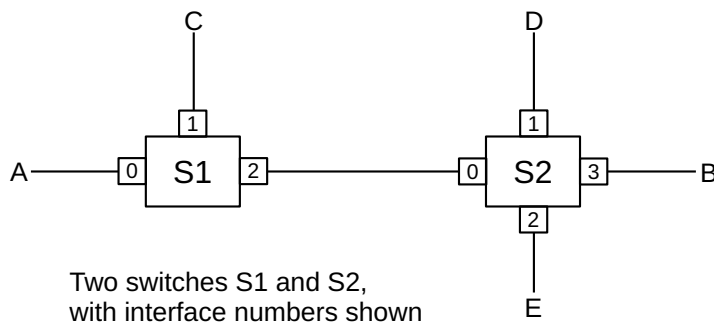 C
D
1
1
A
0
S1
2
0
S2
3
B
2
Two switches S1 and S2,
with interface numbers shown
E